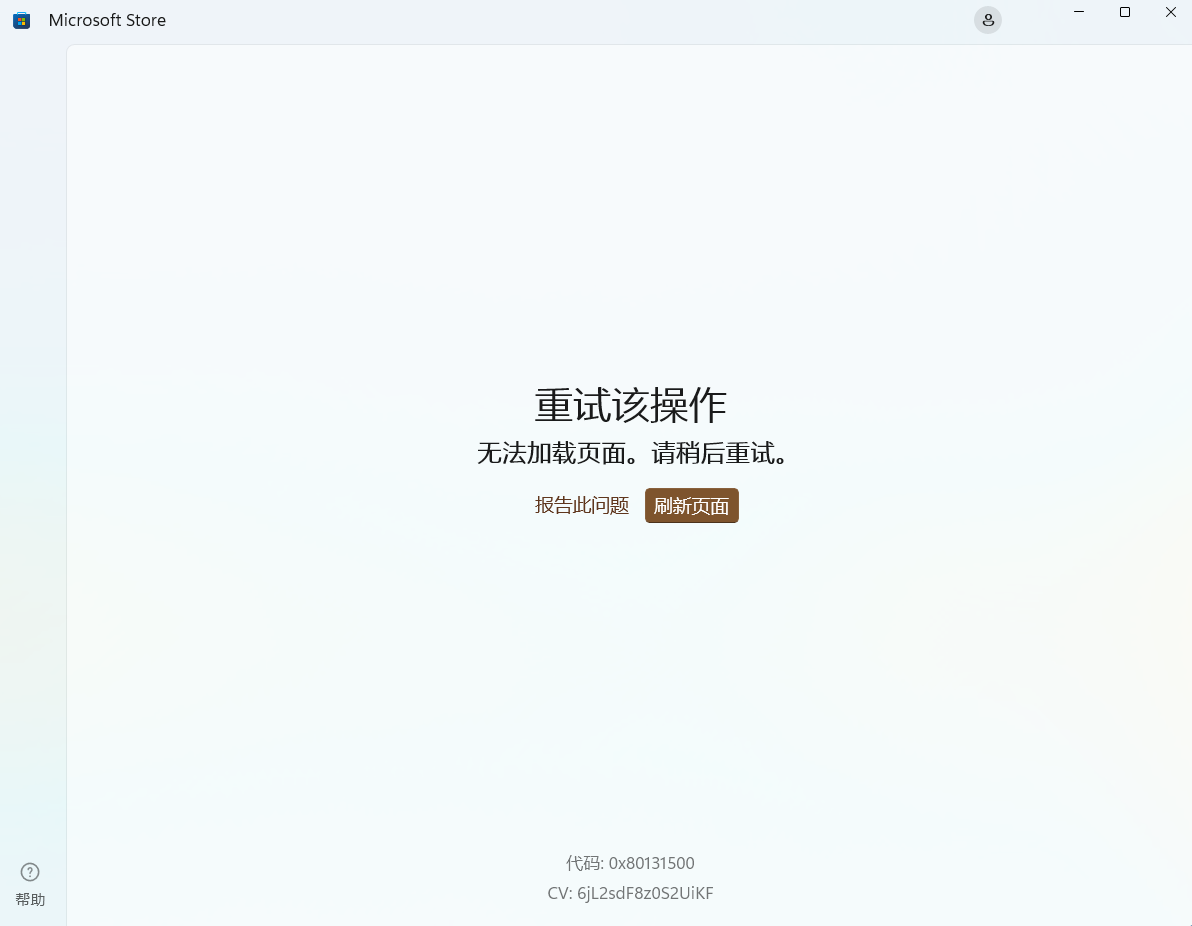 Microsoft Store
重试该操作
无法加载页面。请稍后重试。
报告此问题 刷新页面
代码: 0x80131500
帮助
CV: 6jL2sdF8z0S2UiKF